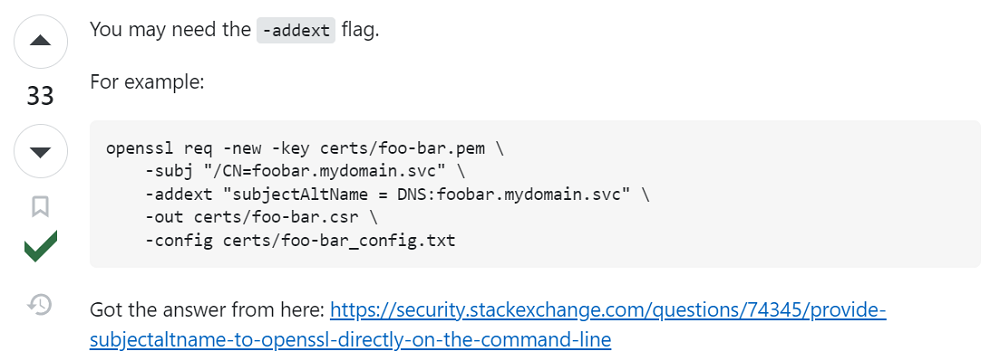 You may need the -addext flag.
For example:
33
openssl req -new -key certs/foo-bar.pem \
-subj "/CN=foobar.mydomain.svc" \
-addext "subjectAltName = DNS:foobar.mydomain.svc" \
-out certs/foo-bar.csr \
-config certs/foo-bar_config.txt
Got the answer from here: https://security.stackexchange.com/questions/74345/provide-
subjectaltname-to-openssl-directly-on-the-command-line